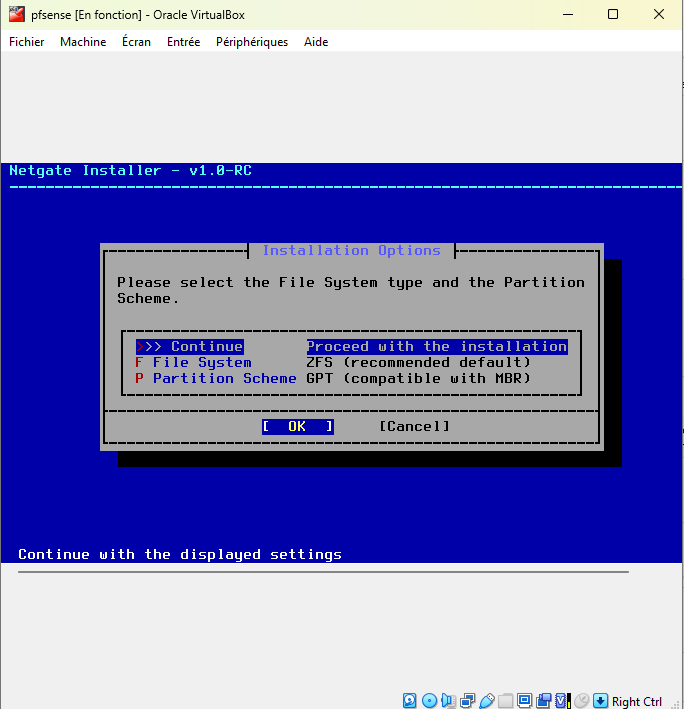 pfsense [En fonction] - Oracle VirtualBox
Fichier Machine Écran Entrée Périphériques Aide
Netgate Installer - v1.0-RC
Installation Options
Please select the File System type and the Partition
Scheme.
>>> Continue Proceed with the installation
F File System ZFS (recommended default)
P Partition Scheme GPT (compatible with MBR)
[ OK ] [Cancel]
Continue with the displayed settings
Right Ctrl